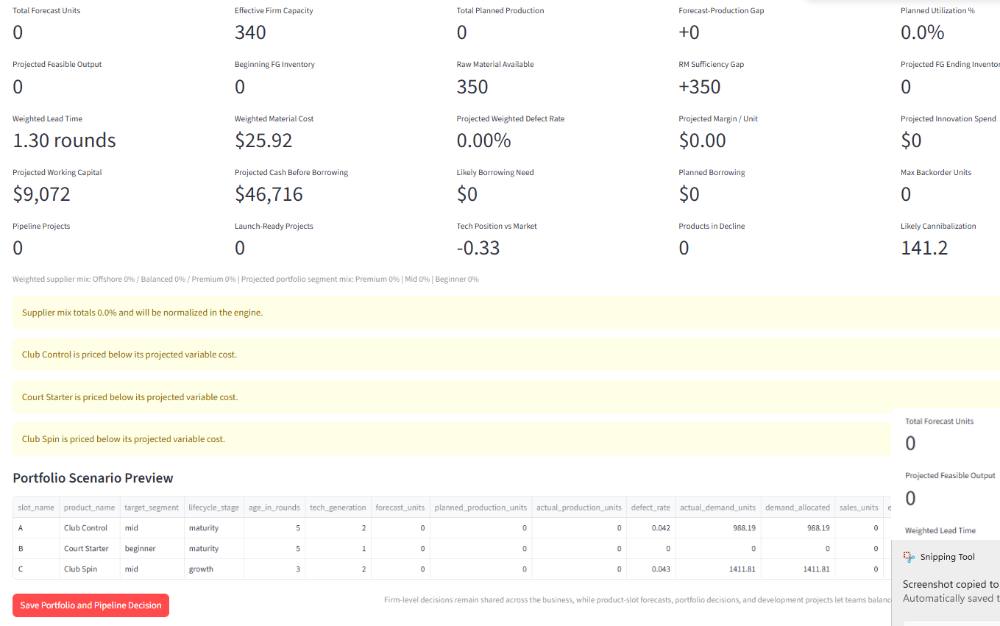 Total Forecast Units Effective Firm Capacity Total Planned Production Forecast-Production Gap Planned Utilization %
0 340 0 +0 0.0%
Projected Feasible Output Beginning FG Inventory Raw Material Available RM Sufficiency Gap Projected FG Ending Inventor
0 0 350 +350 0
Weighted Lead Time Weighted Material Cost Projected Weighted Defect Rate Projected Margin / Unit Projected Innovation Spend
1.30 rounds $25.92 0.00% $0.00 $0
Projected Working Capital Projected Cash Before Borrowing Likely Borrowing Need Planned Borrowing Max Backorder Units
$9,072 $46,716 $0 $0 0
Pipeline Projects Launch-Ready Projects Tech Position vs Market Products in Decline Likely Cannibalization
0 0 -0.33 0 141.2
Weighted supplier mix: Offshore 0% / Balanced 0% / Premium 0% | Projected portfolio segment mix: Premium 0% | Mid 0% | Beginner 0%
Supplier mix totals 0.0% and will be normalized in the engine.
Club Control is priced below its projected variable cost.
Court Starter is priced below its projected variable cost.
Club Spin is priced below its projected variable cost.
Portfolio Scenario Preview
slot_name product_name target_segment lifecycle_stage age_in_rounds tech_generation forecast_units planned_production_units actual_production_units defect_rate actual_demand_units demand_allocated sales_units e
A Club Control mid maturity 5 2 0 0 0 0.042 988.19 988.19 0
B Court Starter beginner maturity 5 1 0 0 0 0 0 0 0
C Club Spin mid growth 3 2 0 0 0 0.043 1411.81 1411.81 0
Save Portfolio and Pipeline Decision
Firm-level decisions remain shared across the business, while product-slot forecasts, portfolio decisions, and development projects let teams balanc
Total Forecast Units
0
Projected Feasible Output
0
Weighted Lead Time
Snipping Tool
Screenshot copied to
Automatically saved t